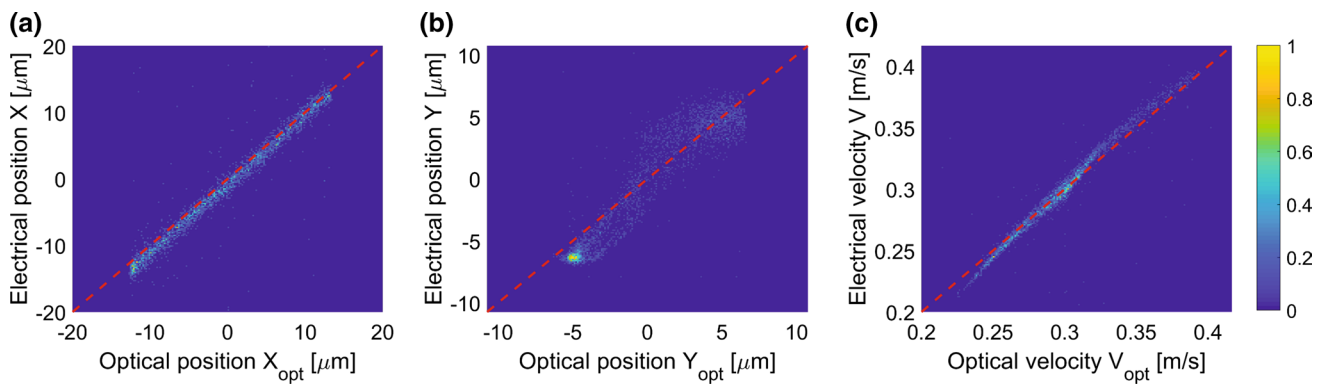 (a)
Electrical position X [μm]
20
10
0
-10
-20
-20 -10 0 10 20
Optical position Xopt [μm]
(b)
Electrical position Y [μm]
10
5
0
-5
-10
-10 -5 0 5 10
Optical position Yopt [μm]
(c)
Electrical velocity V [m/s]
0.4
0.35
0.3
0.25
0.2
0.2 0.25 0.3 0.35 0.4
Optical velocity Vopt [m/s]
1
0.8
0.6
0.4
0.2
0